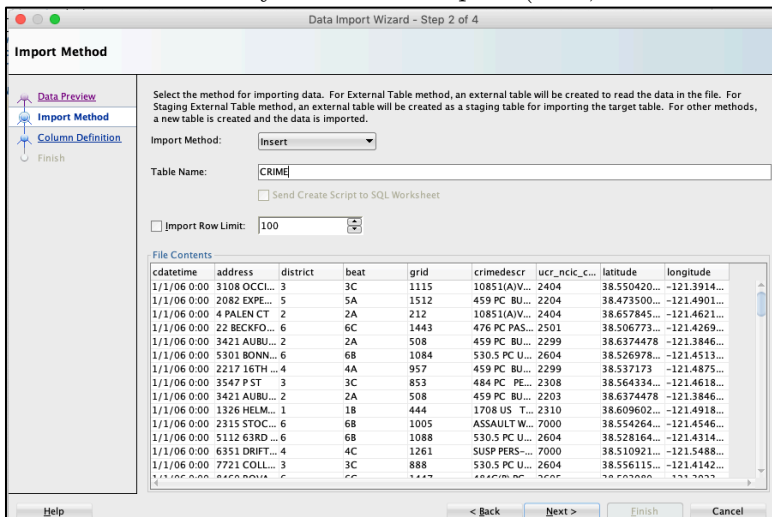 Data Import Wizard - Step 2 of 4
Import Method
Data Preview
Import Method
Column Definition
Finish
Select the method for importing data. For External Table method, an external table will be created to read the data in the file. For
Staging External Table method, an external table will be created as a staging table for importing the target table. For other methods,
a new table is created and the data is imported.
Import Method: Insert
Table Name: CRIME
Send Create Script to SQL Worksheet
Import Row Limit: 100
File Contents
cdatetime address district beat grid crimedescr ucr_ncic_c... latitude longitude
1/1/06 0:00 3108 OCCI... 3 3C 1115 10851(A)V... 2404 38.550420... -121.3914...
1/1/06 0:00 2082 EXPE... 5 5A 1512 459 PC BU... 2204 38.473500... -121.4901...
1/1/06 0:00 4 PALEN CT 2 2A 212 10851(A)V... 2404 38.657845... -121.4621...
1/1/06 0:00 22 BECKFO... 6 6C 1443 476 PC PAS... 2501 38.506773... -121.4269...
1/1/06 0:00 3421 AUBU... 2 2A 508 459 PC BU... 2299 38.6374478 -121.3846...
1/1/06 0:00 5301 BONN... 6 6B 1084 530.5 PC U... 2604 38.526978... -121.4513...
1/1/06 0:00 2217 16TH ... 4 4A 957 459 PC BU... 2299 38.537173 -121.4875...
1/1/06 0:00 3547 P ST 3 3C 853 484 PC PE... 2308 38.564334... -121.4618...
1/1/06 0:00 3421 AUBU... 2 2A 508 459 PC BU... 2203 38.6374478 -121.3846...
1/1/06 0:00 1326 HELM... 1 1B 444 1708 US T... 2310 38.609602... -121.4918...
1/1/06 0:00 2315 STOC... 6 6B 1005 ASSAULT W... 7000 38.554264... -121.4546...
1/1/06 0:00 5112 63RD ... 6 6B 1088 530.5 PC U... 2604 38.528164... -121.4314...
1/1/06 0:00 6351 DRIFT... 4 4C 1261 SUSP PERS-... 7000 38.510921... -121.5488...
1/1/06 0:00 7721 COLL... 3 3C 888 530.5 PC U... 2604 38.556115... -121.4142...
Help < Back Next > Finish Cancel